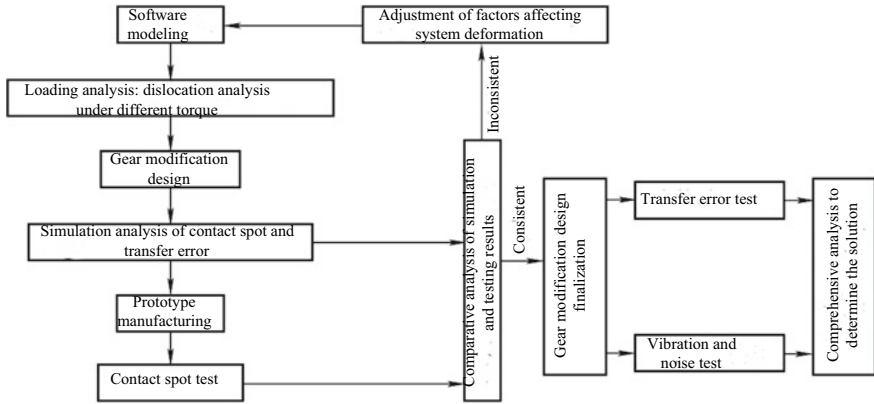 Software
modeling
Adjustment of factors affecting
system deformation
Loading analysis: dislocation analysis
under different torque
Inconsistent
Gear modification
design
Simulation analysis of contact spot and
transfer error
Prototype
manufacturing
Contact spot test
Comparative analysis of simulation
and testing results
Consistent
Gear modification design
finalization
Transfer error test
Vibration and
noise test
Comprehensive analysis to
determine the solution